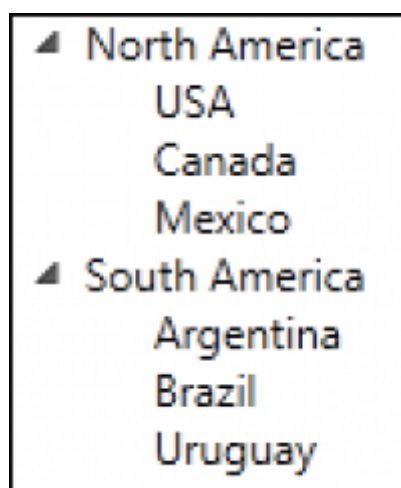 North America
USA
Canada
Mexico
South America
Argentina
Brazil
Uruguay